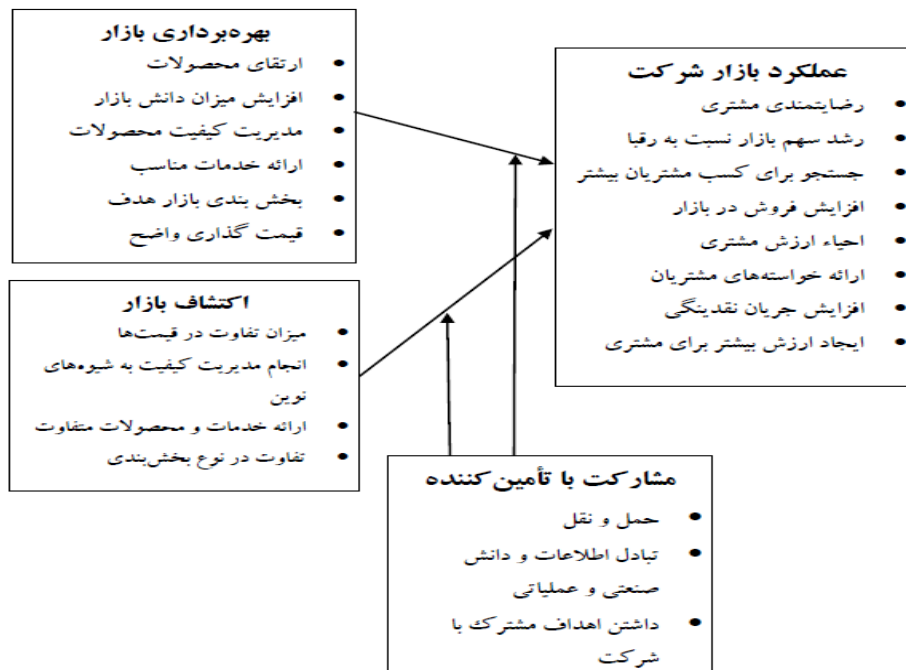 بهره‌برداری بازار
• ارتقای محصولات
• افزایش میزان دانش بازار
• مدیریت کیفیت محصولات
• ارائه خدمات مناسب
• بخش بندی بازار هدف
• قیمت گذاری واضح
عملکرد بازار شرکت
• رضایتمندی مشتری
• رشد سهم بازار نسبت به رقبا
• جستجو برای کسب مشتریان بیشتر
• افزایش فروش در بازار
• احیاء ارزش مشتری
• ارائه خواسته‌های مشتریان
• افزایش جریان نقدینگی
• ایجاد ارزش بیشتر برای مشتری
اکتشاف بازار
• میزان تفاوت در قیمت‌ها
• انجام مدیریت کیفیت به شیوه‌های
نوین
• ارائه خدمات و محصولات متفاوت
• تفاوت در نوع بخش‌بندی
مشارکت با تأمین‌کننده
• حمل و نقل
• تبادل اطلاعات و دانش
صنعتی و عملیاتی
• داشتن اهداف مشترک با
شرکت